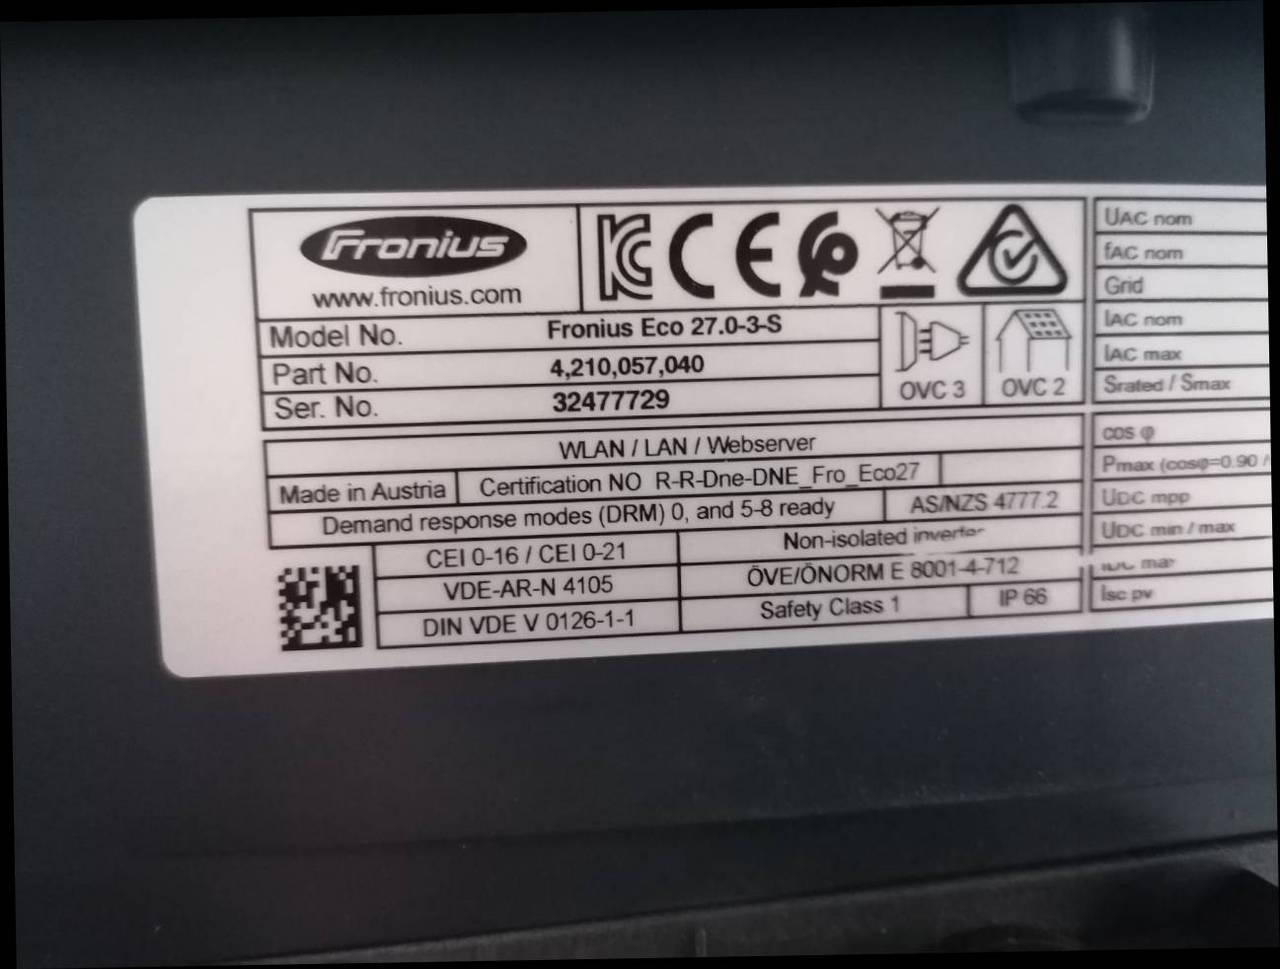 Fronius
www.fronius.com
Model No. Fronius Eco 27.0-3-S
Part No. 4,210,057,040
Ser. No. 32477729
OVC 3
OVC 2
WLAN / LAN / Webserver
Made in Austria
Certification NO R-R-Dne-DNE_Fro_Eco27
Demand response modes (DRM) 0, and 5-8 ready
AS/NZS 4777.2
CEI 0-16 / CEI 0-21
Non-isolated inverter
VDE-AR-N 4105
ÖVE/ÖNORM E 8001-4-712
DIN VDE V 0126-1-1
Safety Class 1
IP 66
UAC nom
fAC nom
Grid
IAC nom
IAC max
Srated / Smax
cos φ
Pmax (cosφ=0.90 /
UDC mpp
UDC min / max
IDC max
Isc pv